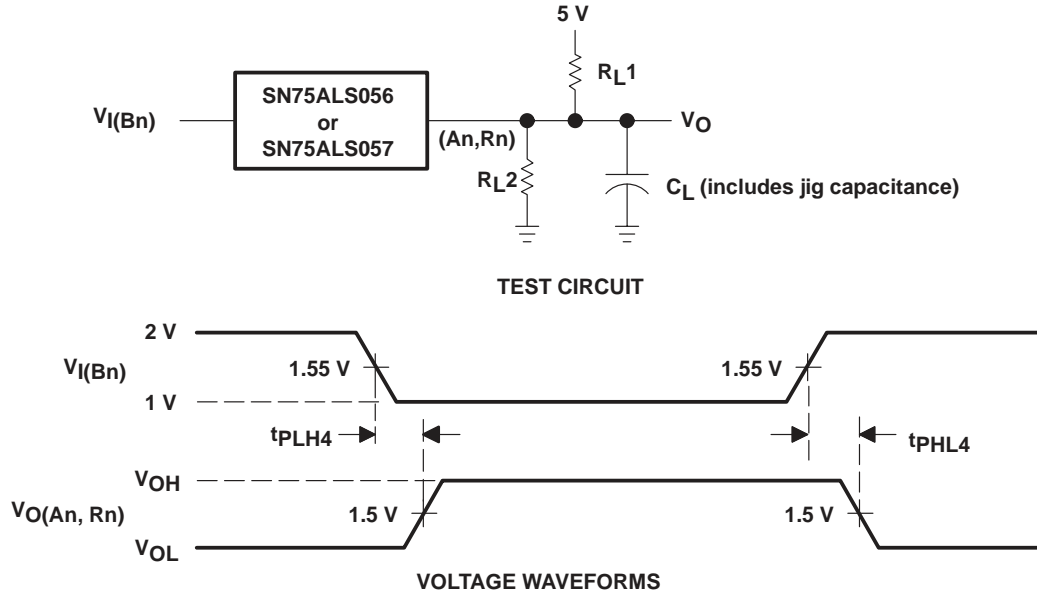 5 V
RL1
SN75ALS056
or
SN75ALS057
VI(Bn)
(An,Rn)
VO
RL2
CL (includes jig capacitance)
TEST CIRCUIT
2 V
VI(Bn)
1.55 V
1.55 V
1 V
tPLH4
tPHL4
VOH
VO(An, Rn)
1.5 V
1.5 V
VOL
VOLTAGE WAVEFORMS